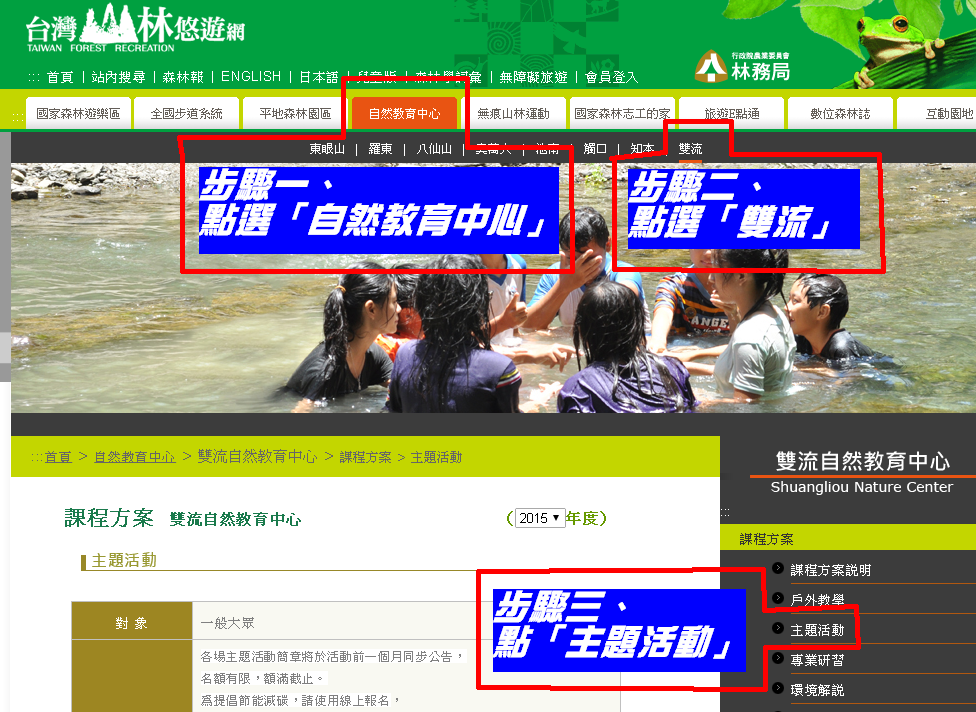 台灣山林悠遊網
TAIWAN FOREST RECREATION
行政院農業委員會
林務局
::: 首頁 | 站內搜尋 | 森林報 | ENGLISH | 日本語 | 兒童版 | 森林學詞彙 | 無障礙旅遊 | 會員登入
::: 國家森林遊樂區 全國步道系統 平地森林園區 自然教育中心 無痕山林運動 國家森林志工的家 旅遊E點通 數位森林誌 互動園地
東眼山 | 羅東 | 八仙山 | 奧萬大 | 池南 | 觸口 | 知本 | 雙流
步驟一、
點選「自然教育中心」
步驟二、
點選「雙流」
ANGE
:::首頁 > 自然教育中心 > 雙流自然教育中心 > 課程方案 > 主題活動
雙流自然教育中心
Shuangliou Nature Center
:::
課程方案 雙流自然教育中心
(2015▼年度)
主題活動
對 象 一般大眾
各場主題活動簡章將於活動前一個月同步公告，
名額有限，額滿截止。
為提倡節能減碳，請使用線上報名，
步驟三、
點「主題活動」
課程方案
課程方案說明
戶外教學
主題活動
專業研習
環境解說